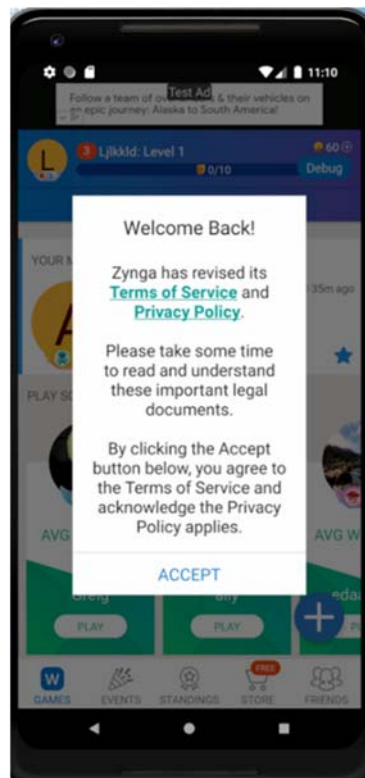 11:10
Test Ad
Follow a team of & their vehicles on
an epic journey: Alaska to South America!
L
3 Ljlkkld: Level 1
60
0/10
Debug
Welcome Back!
YOUR M
Zynga has revised its
Terms of Service and
Privacy Policy.
35m ago
A
Please take some time
to read and understand
these important legal
documents.
PLAY SO
By clicking the Accept
button below, you agree to
the Terms of Service and
acknowledge the Privacy
Policy applies.
AVG
AVG W
ACCEPT
Greig
ally
eda
PLAY
PLAY
W
FREE
GAMES
EVENTS
STANDINGS
STORE
FRIENDS